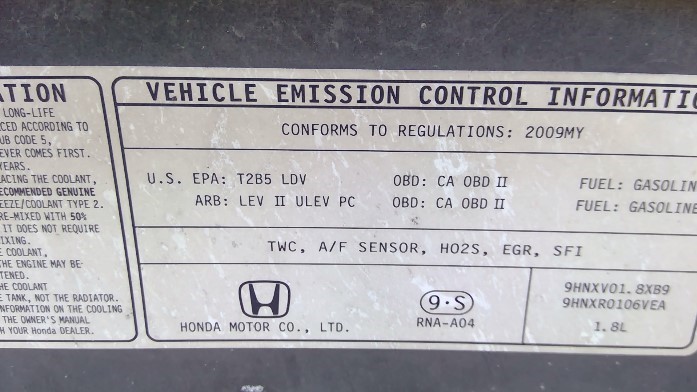 TION
LONG-LIFE
CED ACCORDING TO
UB CODE 5,
EVER COMES FIRST.
YEARS.
ACING THE COOLANT,
ECOMMENDED GENUINE
EEZE/COOLANT TYPE 2.
RE-MIXED WITH 50%
IT DOES NOT REQUIRE
IXING.
E COOLANT,
THE ENGINE MAY BE
TENED.
HE COOLANT
E TANK, NOT THE RADIATOR.
NFORMATION ON THE COOLING
THE OWNER'S MANUAL
H YOUR Honda DEALER.
VEHICLE EMISSION CONTROL INFORMATIO
CONFORMS TO REGULATIONS: 2009MY
U.S. EPA: T2B5 LDV OBD: CA OBD II FUEL: GASOLIN
ARB: LEV II ULEV PC OBD: CA OBD II FUEL: GASOLINE
TWC, A/F SENSOR, HO2S, EGR, SFI
HONDA MOTOR CO., LTD.
9·S
RNA-A04
9HNXV01.8XB9
9HNXR0106VEA
1.8L